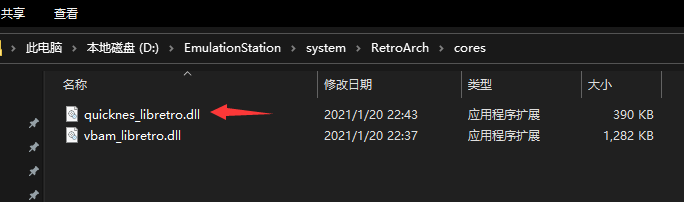 共享 查看
此电脑 › 本地磁盘 (D:) › EmulationStation › system › RetroArch › cores
名称 修改日期 类型 大小
quicknes_libretro.dll 2021/1/20 22:43 应用程序扩展 390 KB
vbam_libretro.dll 2021/1/20 22:37 应用程序扩展 1,282 KB